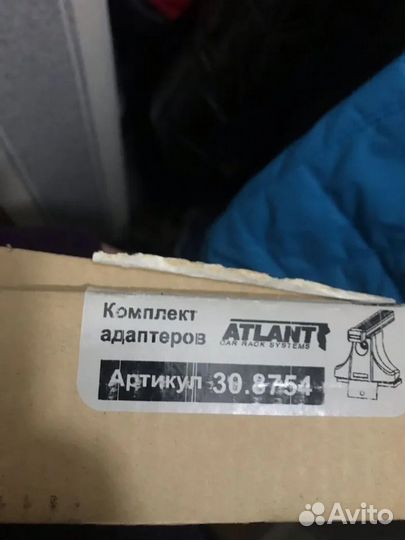 Комплект
адаптеров
ATLANT
CAR RACK SYSTEMS
Артикул 30.8754
Avito